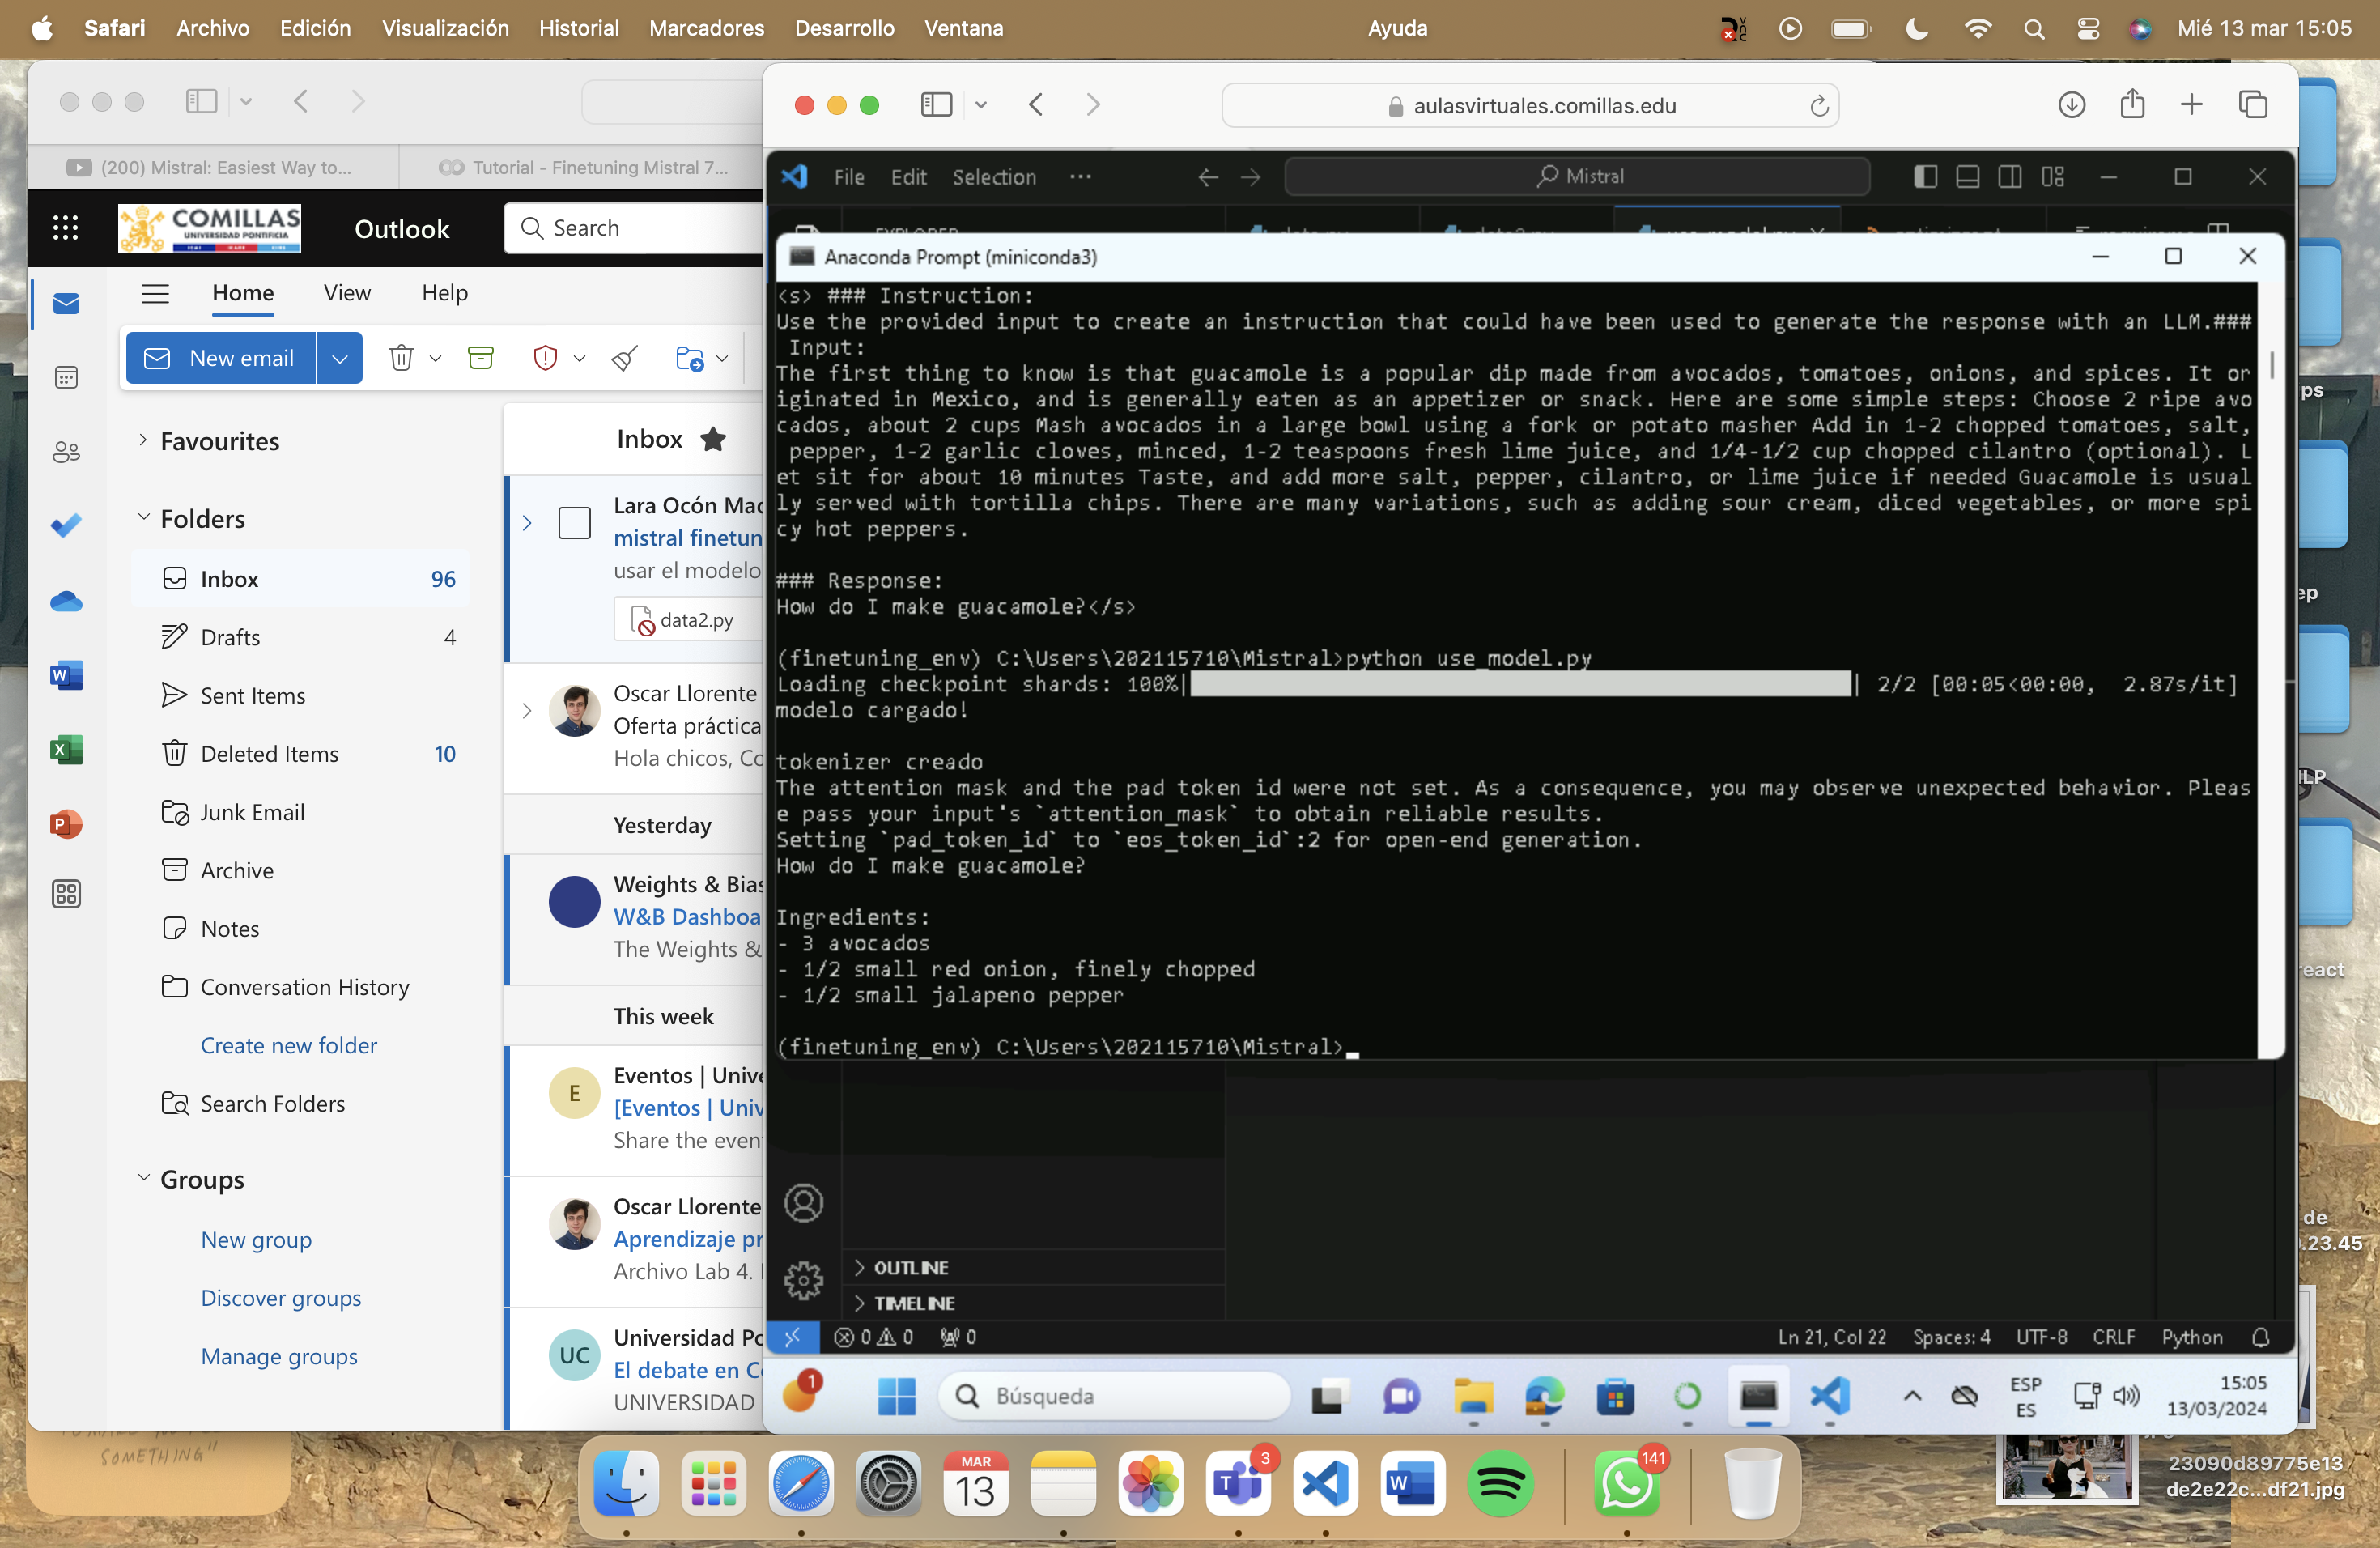 Safari Archivo Edición Visualización Historial Marcadores Desarrollo Ventana Ayuda Mié 13 mar 15:05
aulasvirtuales.comillas.edu
(200) Mistral: Easiest Way to...
Tutorial - Finetuning Mistral 7...
COMILLAS
UNIVERSIDAD PONTIFICIA
Outlook
Search
Home View Help
New email
Favourites
Folders
Inbox 96
Drafts 4
Sent Items
Deleted Items 10
Junk Email
Archive
Notes
Conversation History
Create new folder
Search Folders
Groups
New group
Discover groups
Manage groups
Inbox
Lara Ocón Mad
mistral finetun
usar el modelo
data2.py
Oscar Llorente
Oferta práctica
Hola chicos, Co
Yesterday
Weights & Bias
W&B Dashboa
The Weights &
This week
E
Eventos | Unive
[Eventos | Univ
Share the even
Oscar Llorente
Aprendizaje pr
Archivo Lab 4.
UC
Universidad Po
El debate en Co
UNIVERSIDAD
File Edit Selection ···
Mistral
EXPLORER
Anaconda Prompt (miniconda3)
<s> ### Instruction:
Use the provided input to create an instruction that could have been used to generate the response with an LLM.###
Input:
The first thing to know is that guacamole is a popular dip made from avocados, tomatoes, onions, and spices. It or
iginated in Mexico, and is generally eaten as an appetizer or snack. Here are some simple steps: Choose 2 ripe avo
cados, about 2 cups Mash avocados in a large bowl using a fork or potato masher Add in 1-2 chopped tomatoes, salt,
pepper, 1-2 garlic cloves, minced, 1-2 teaspoons fresh lime juice, and 1/4-1/2 cup chopped cilantro (optional). L
et sit for about 10 minutes Taste, and add more salt, pepper, cilantro, or lime juice if needed Guacamole is usual
ly served with tortilla chips. There are many variations, such as adding sour cream, diced vegetables, or more spi
cy hot peppers.
### Response:
How do I make guacamole?</s>
(finetuning_env) C:\Users\202115710\Mistral>python use_model.py
Loading checkpoint shards: 100%| | 2/2 [00:05<00:00, 2.87s/it]
modelo cargado!
tokenizer creado
The attention mask and the pad token id were not set. As a consequence, you may observe unexpected behavior. Pleas
e pass your input's `attention_mask` to obtain reliable results.
Setting `pad_token_id` to `eos_token_id`:2 for open-end generation.
How do I make guacamole?
Ingredients:
- 3 avocados
- 1/2 small red onion, finely chopped
- 1/2 small jalapeno pepper
(finetuning_env) C:\Users\202115710\Mistral>
OUTLINE
TIMELINE
0 0 0 Ln 21, Col 22 Spaces: 4 UTF-8 CRLF Python
1
Búsqueda
ESP
ES
15:05
13/03/2024
ps
ep
LP
react
de
.23.45
23090d89775e13
de2e22c...df21.jpg
SOMETHING"
MAR
13
3
141